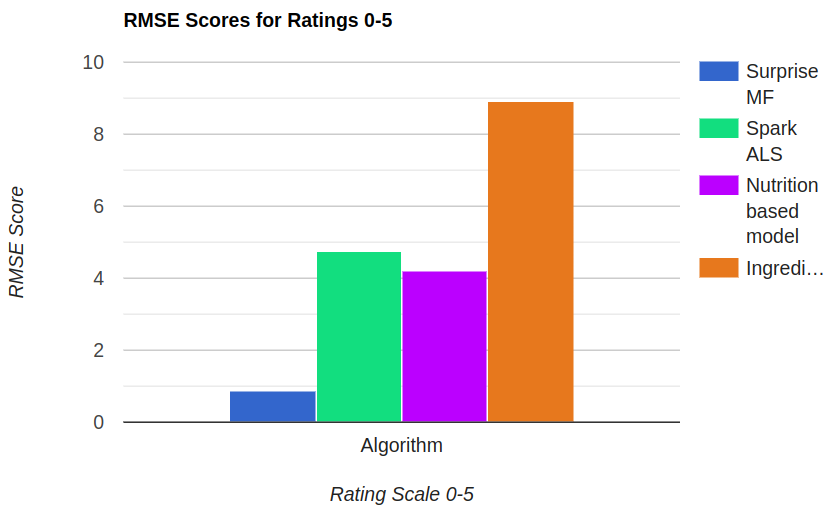 RMSE Scores for Ratings 0-5
10
8
6
4
2
0
RMSE Score
Algorithm
Rating Scale 0-5
Surprise
MF
Spark
ALS
Nutrition
based
model
Ingredi…